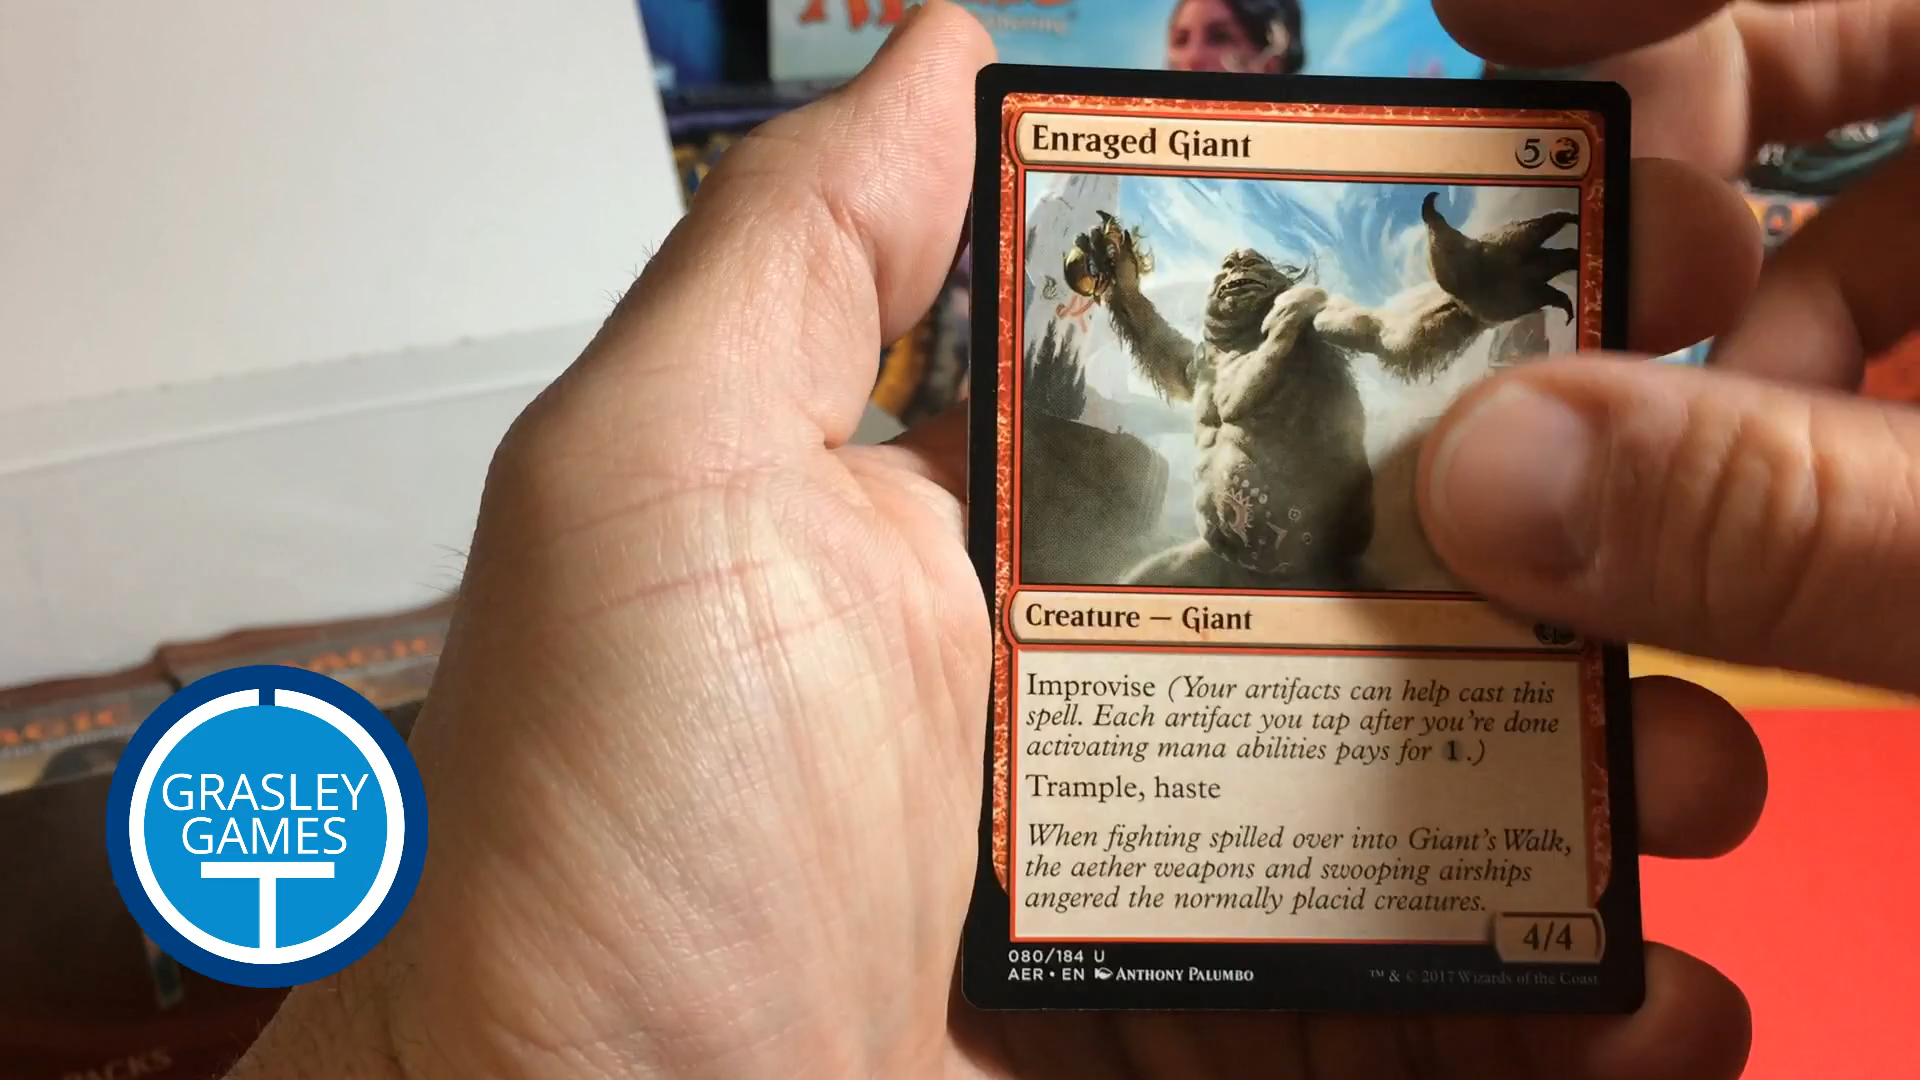 Enraged Giant 5
Creature — Giant
Improvise (Your artifacts can help cast this
spell. Each artifact you tap after you're done
activating mana abilities pays for 1.)
Trample, haste
When fighting spilled over into Giant's Walk,
the aether weapons and swooping airships
angered the normally placid creatures.
4/4
080/184 U
AER • EN ANTHONY PALUMBO
™ & © 2017 Wizards of the Coast
GRASLEY
GAMES
MAGIC
PACKS